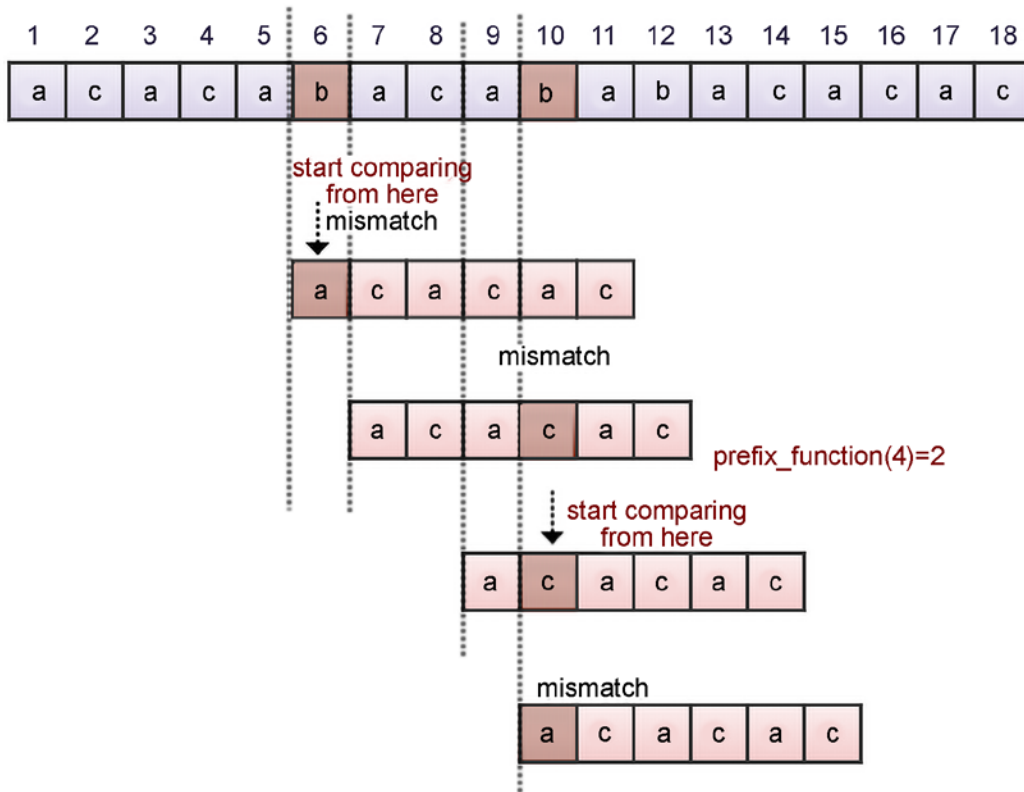 1 2 3 4 5 6 7 8 9 10 11 12 13 14 15 16 17 18
a c a c a b a c a b a b a c a c a c
start comparing
from here
mismatch
a c a c a c
mismatch
a c a c a c
prefix_function(4)=2
start comparing
from here
a c a c a c
mismatch
a c a c a c